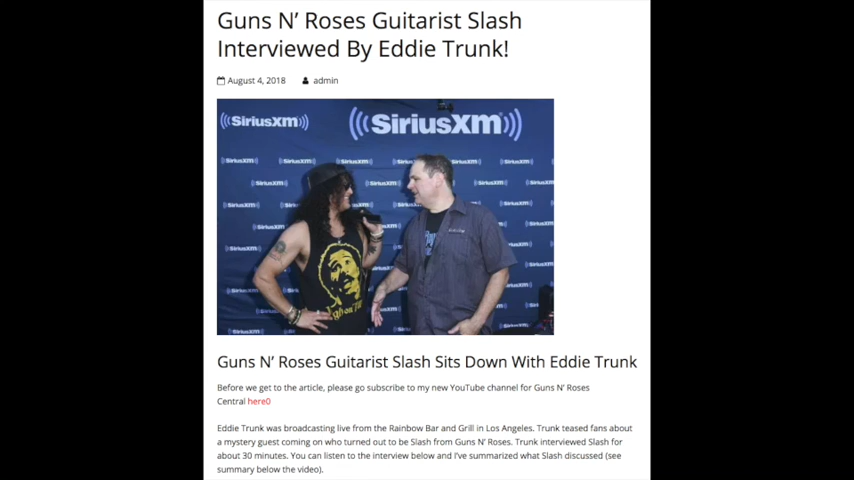 Guns N’ Roses Guitarist Slash
Interviewed By Eddie Trunk!
August 4, 2018 admin
((SiriusXM))) (((SiriusXM)))
Guns N’ Roses Guitarist Slash Sits Down With Eddie Trunk
Before we get to the article, please go subscribe to my new YouTube channel for Guns N’ Roses
Central here0
Eddie Trunk was broadcasting live from the Rainbow Bar and Grill in Los Angeles. Trunk teased fans about
a mystery guest coming on who turned out to be Slash from Guns N’ Roses. Trunk interviewed Slash for
about 30 minutes. You can listen to the interview below and I’ve summarized what Slash discussed (see
summary below the video).